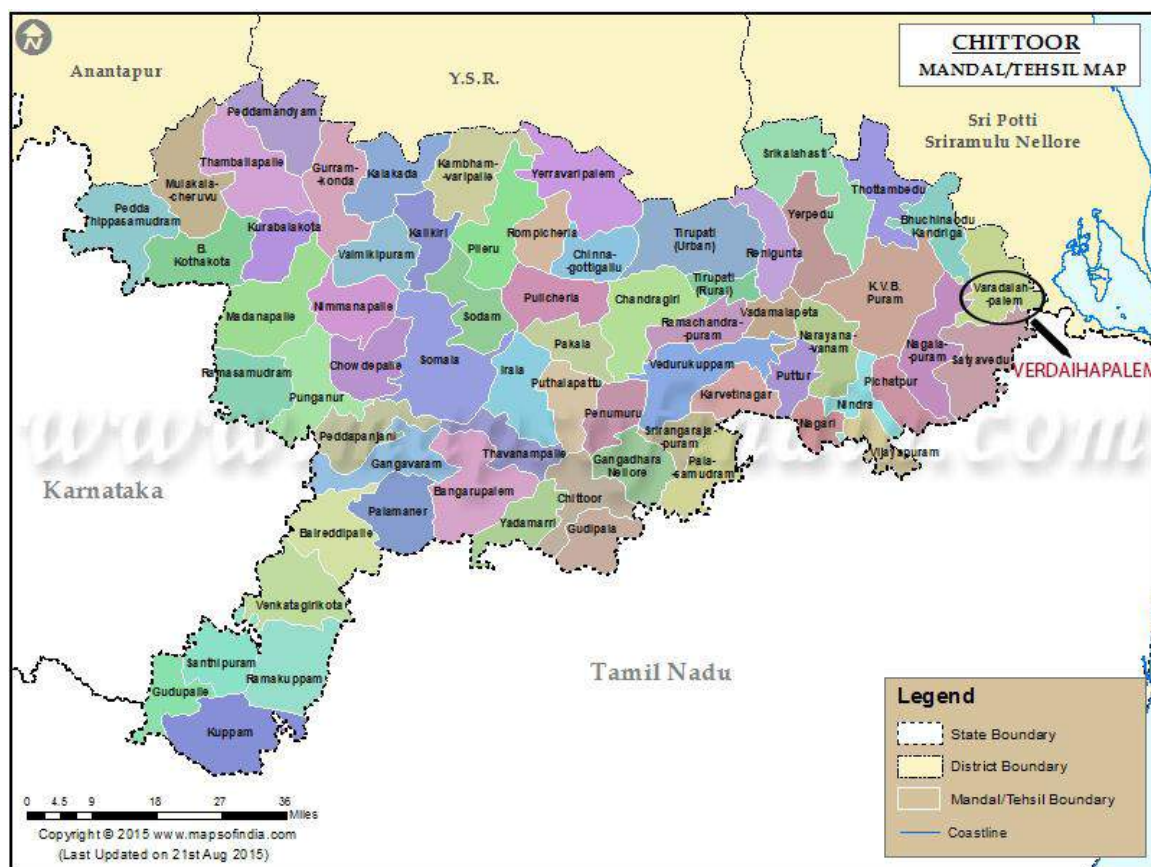 N
CHITTOOR
MANDAL/TEHSIL MAP
Anantapur
Y.S.R.
Sri Potti
Sriramulu Nellore
Peddamandyam
Thamballapalle
Gurram-
-konda
Kalakada
Kambham-
-varipalle
Yerravaripalem
Srikalahasti
Thottambedu
Mulakala-
-cheruvu
Pedda
Thippasamudram
Kurabalakota
Kalikiri
Pileru
Rompicheria
Yerpedu
Bhuchinaodu
Kandriga
B.
Kothakota
Valmikipuram
Chinna-
-gottigallu
Tirupati
(Urban)
Renigunta
Tirupati
(Rural)
K.V.B.
Puram
Varadaiah-
-palem
Madanapalle
Nimmanapalle
Sodam
Pulicherla
Chandragiri
Ramachandra-
-puram
Vadamalapeta
Narayana-
-vanam
Nagala-
-puram
Satyavedu
VERDAIHAPALEM
Ramasamudram
Chowdepalle
Somala
Irala
Pakala
Vedurukuppam
Puttur
Pichatpur
Punganur
Puthalapattu
Penumuru
Karvetinagar
Nindra
Nagari
www.mapsofindia.com
Peddapanjani
Gangavaram
Thavanampalle
Srirangaraja-
-puram
Vijayapuram
Karnataka
Palamaner
Bangarupalem
Chittoor
Gangadhara
Nellore
Pala-
-samudram
Baireddipalle
Yadamarri
Gudipala
Venkatagirikota
Tamil Nadu
Santhipuram
Ramakuppam
Gudupalle
Kuppam
Legend
State Boundary
District Boundary
Mandal/Tehsil Boundary
Coastline
0 4.5 9 18 27 36
Miles
Copyright © 2015 www.mapsofindia.com
(Last Updated on 21st Aug 2015)